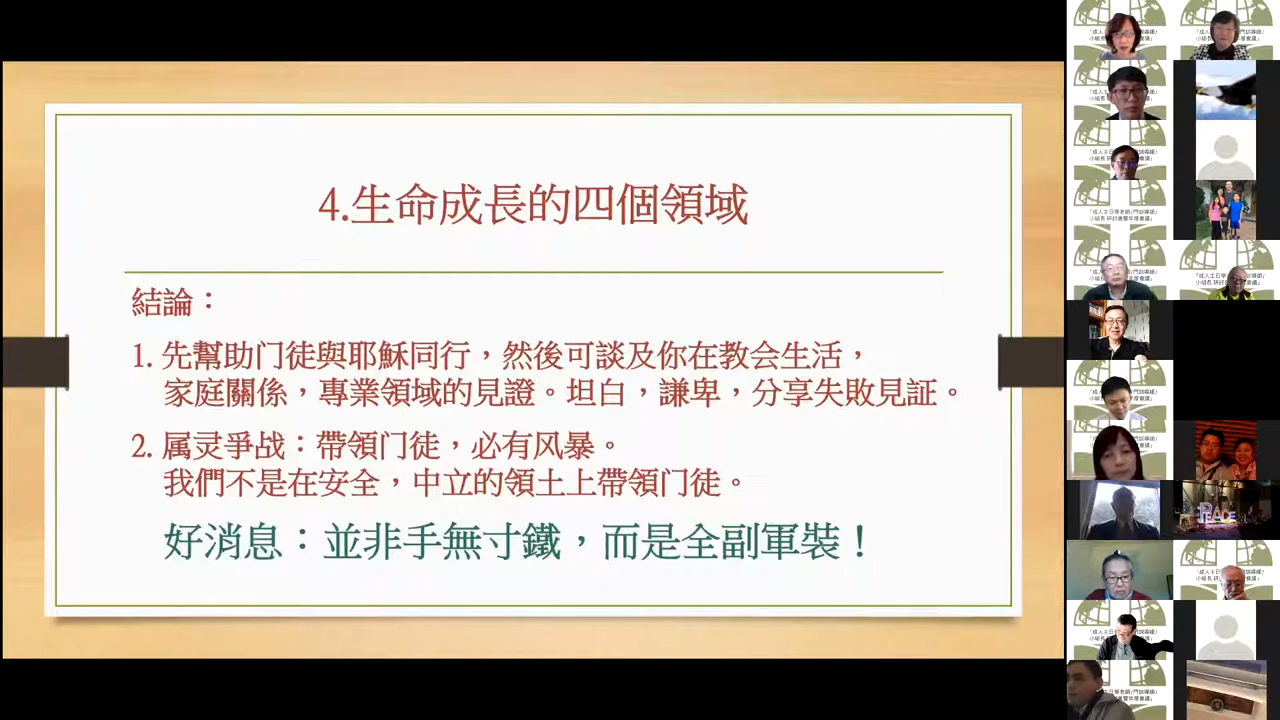 4.生命成長的四個領域
結論：
1. 先幫助门徒與耶穌同行，然後可談及你在教会生活，
家庭關係，專業領域的見證。坦白，謙卑，分享失敗見証。
2. 属灵爭战：帶領门徒，必有风暴。
我們不是在安全，中立的領土上帶領门徒。
好消息：並非手無寸鐵，而是全副軍裝！